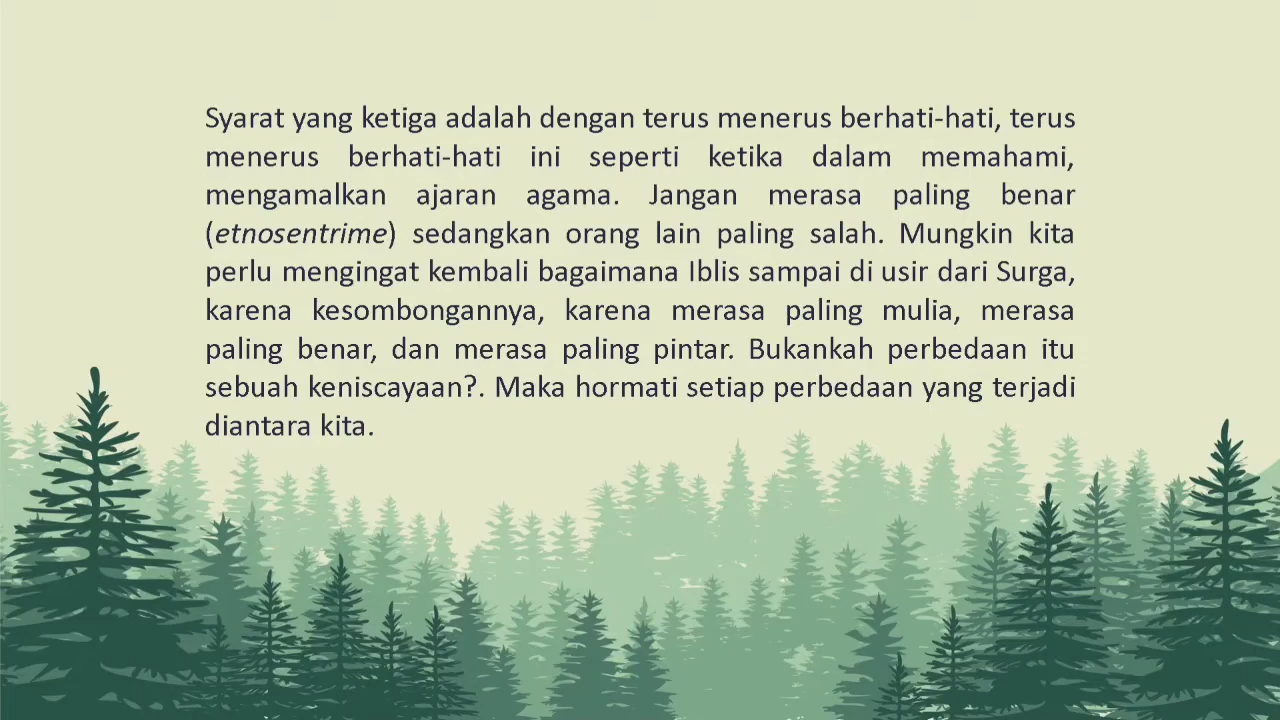 Syarat yang ketiga adalah dengan terus menerus berhati-hati, terus
menerus berhati-hati ini seperti ketika dalam memahami,
mengamalkan ajaran agama. Jangan merasa paling benar
(etnosentrime) sedangkan orang lain paling salah. Mungkin kita
perlu mengingat kembali bagaimana Iblis sampai di usir dari Surga,
karena kesombongannya, karena merasa paling mulia, merasa
paling benar, dan merasa paling pintar. Bukankah perbedaan itu
sebuah keniscayaan?. Maka hormati setiap perbedaan yang terjadi
diantara kita.